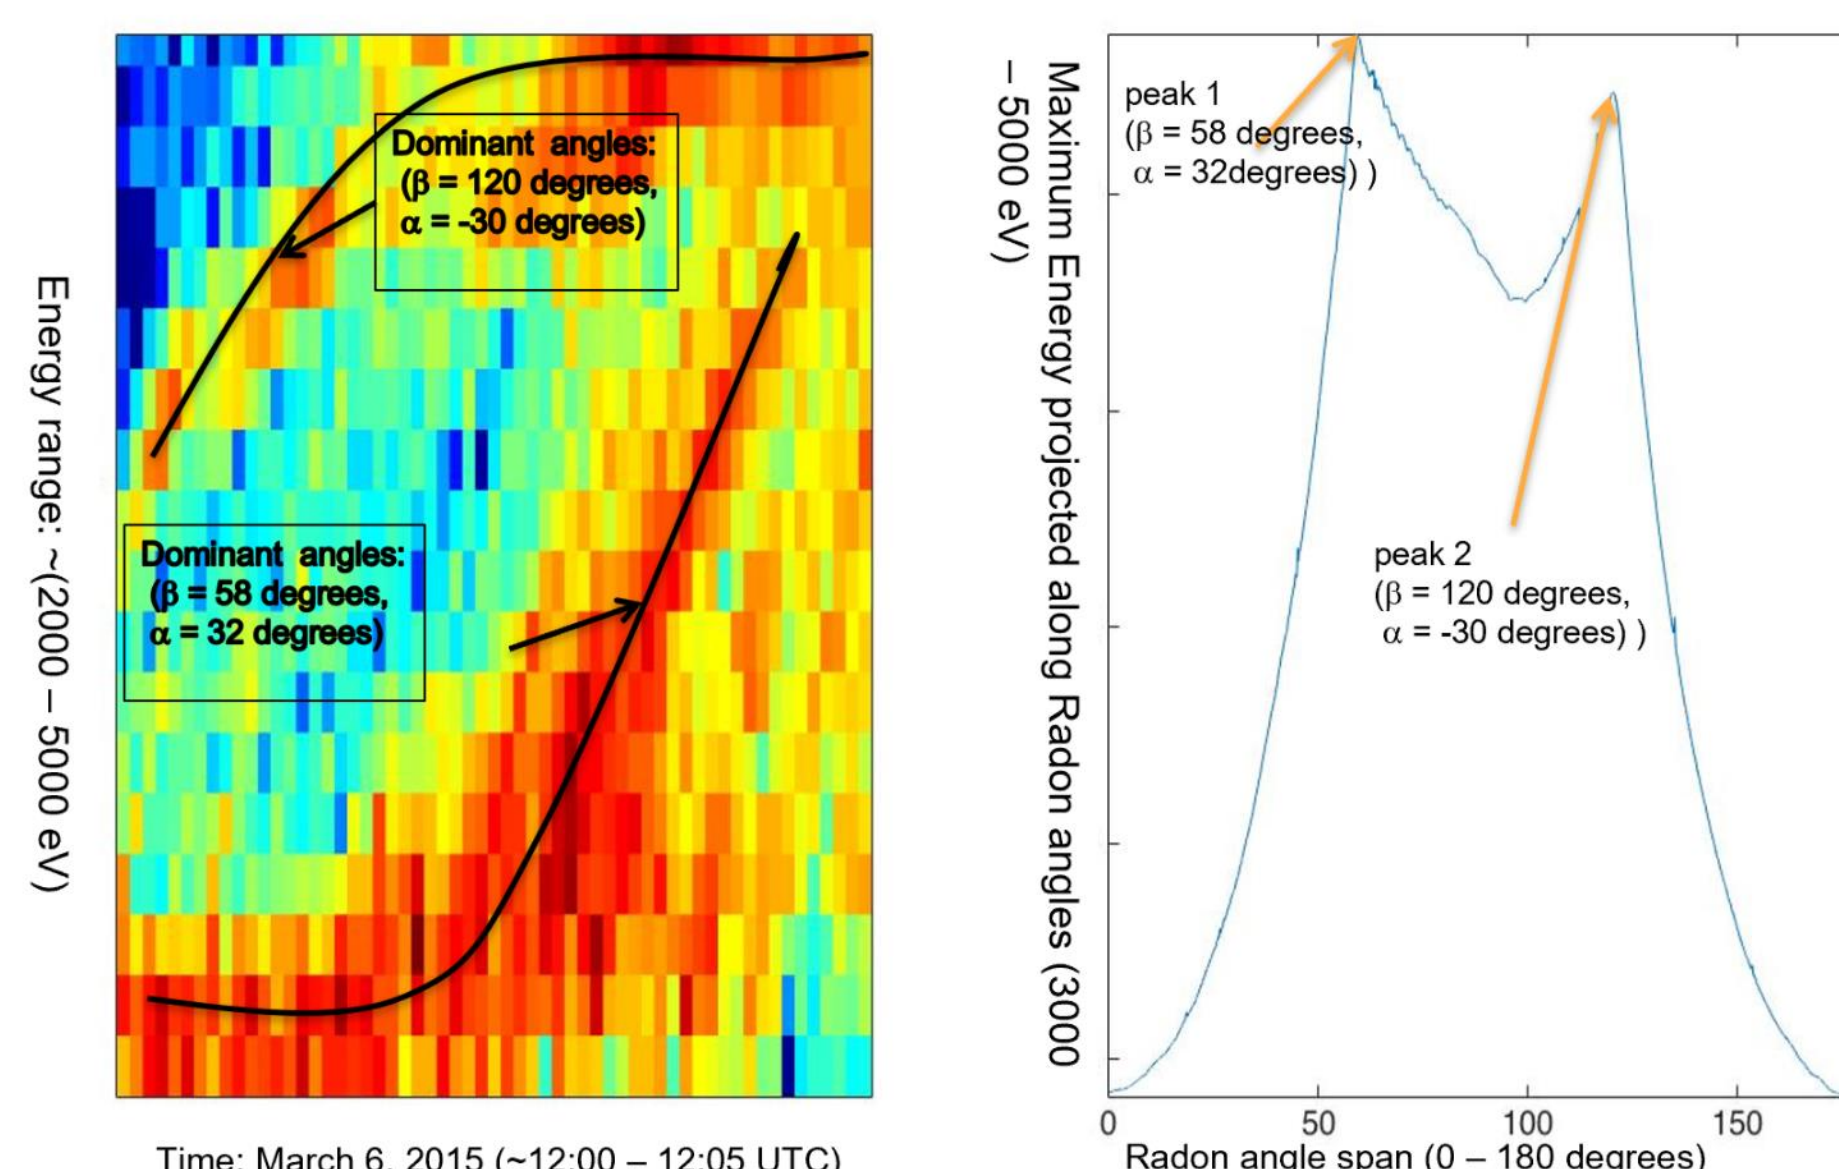 Energy range: ~(2000 – 5000 eV)
Dominant angles:
(β = 120 degrees,
α = -30 degrees)
Dominant angles:
(β = 58 degrees,
α = 32 degrees)
Time: March 6, 2015 (~12:00 – 12:05 UTC)
Maximum Energy projected along Radon angles (3000
– 5000 eV)
peak 1
(β = 58 degrees,
α = 32degrees) )
peak 2
(β = 120 degrees,
α = -30 degrees) )
0 50 100 150
Radon angle span (0 – 180 degrees)